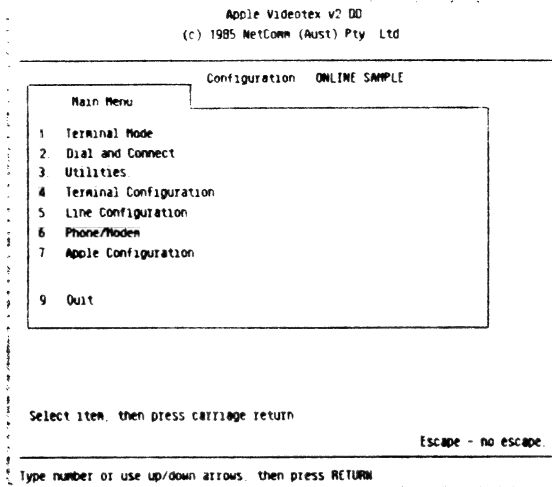 Apple Videotex v2 00
(c) 1985 NetComm (Aust) Pty Ltd
Configuration ONLINE SAMPLE
Main Menu
1 Terminal Mode
2. Dial and Connect
3. Utilities.
4 Terminal Configuration
5 Line Configuration
6 Phone/Modem
7 Apple Configuration
9 Quit
Select item, then press carriage return
Escape - no escape.
Type number or use up/down arrows. then press RETURN